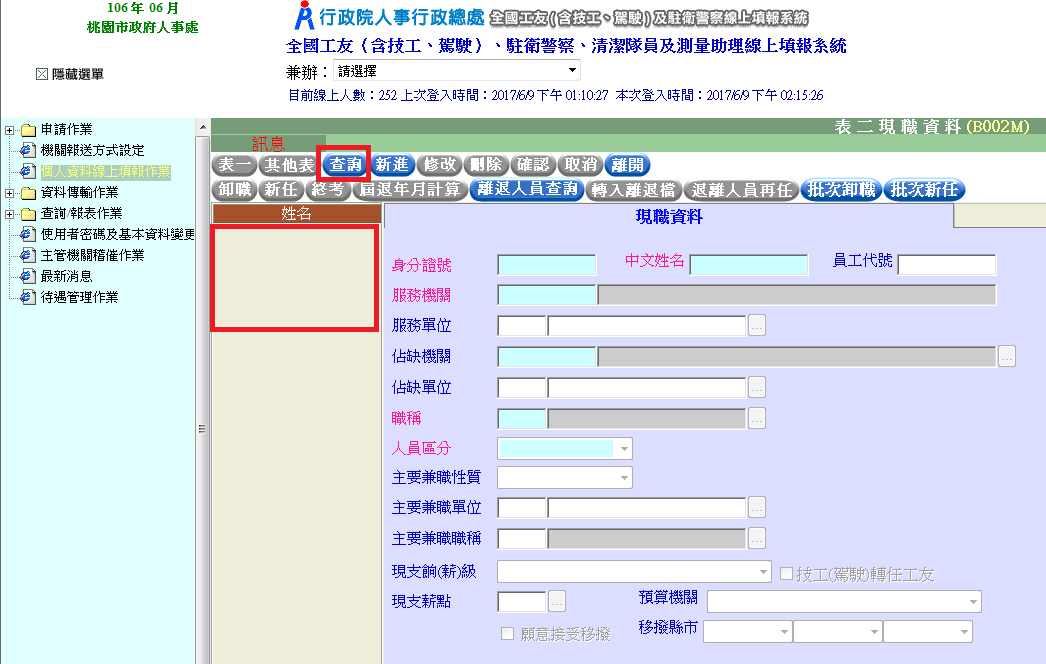 106 年 06 月
桃園市政府人事處
隱藏選單
行政院人事行政總處 全國工友(含技工、駕駛)及駐衛警察線上填報系統
全國工友（含技工、駕駛）、駐衛警察、清潔隊員及測量助理線上填報系統
兼辦： 請選擇
目前線上人數：252 上次登入時間：2017/6/9 下午 01:10:27 本次登入時間：2017/6/9 下午 02:15:26
申請作業
機關報送方式設定
個人資料線上填報作業
資料傳輸作業
查詢/報表作業
使用者密碼及基本資料變更
主管機關稽催作業
最新消息
待遇管理作業
表二現職資料(B002M)
訊息
表一 其他表 查詢 新進 修改 刪除 確認 取消 離開
卸職 新任 終考 屆退年月計算 離退人員查詢 轉入離退檔 退離人員再任 批次卸職 批次新任
姓名
現職資料
身分證號 中文姓名 員工代號
服務機關
服務單位 ...
佔缺機關 ...
佔缺單位 ...
職稱 ...
人員區分
主要兼職性質
主要兼職單位 ...
主要兼職職稱 ...
現支餉(薪)級 技工(駕駛)轉任工友
現支薪點 ... 預算機關
願意接受移撥 移撥縣市